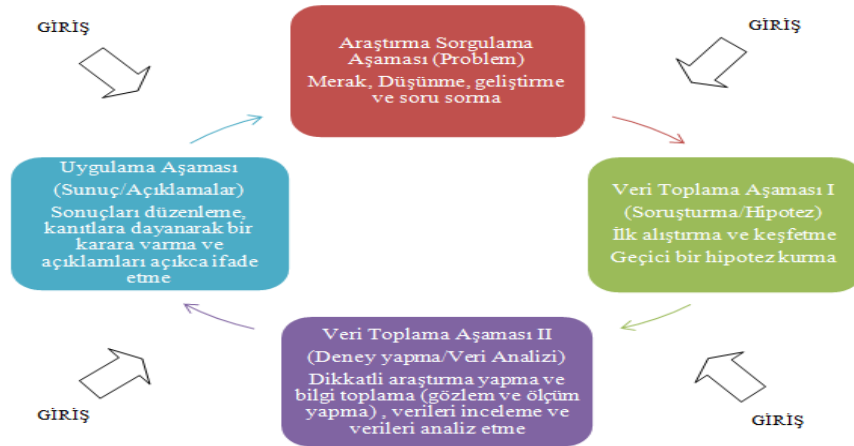 GİRİŞ
GİRİŞ
Araştırma Sorgulama
Aşaması (Problem)
Merak, Düşünme, geliştirme
ve soru sorma
Uygulama Aşaması
(Sunuç/Açıklamalar)
Sonuçları düzenleme,
kanıtlara dayanarak bir
karara varma ve
açıklamları açıkca ifade
etme
Veri Toplama Aşaması I
(Soruşturma/Hipotez)
İlk alıştırma ve keşfetme
Geçici bir hipotez kurma
Veri Toplama Aşaması II
(Deney yapma/Veri Analizi)
Dikkatli araştırma yapma ve
bilgi toplama (gözlem ve ölçüm
yapma) , verileri inceleme ve
verileri analiz etme
GİRİŞ
GİRİŞ